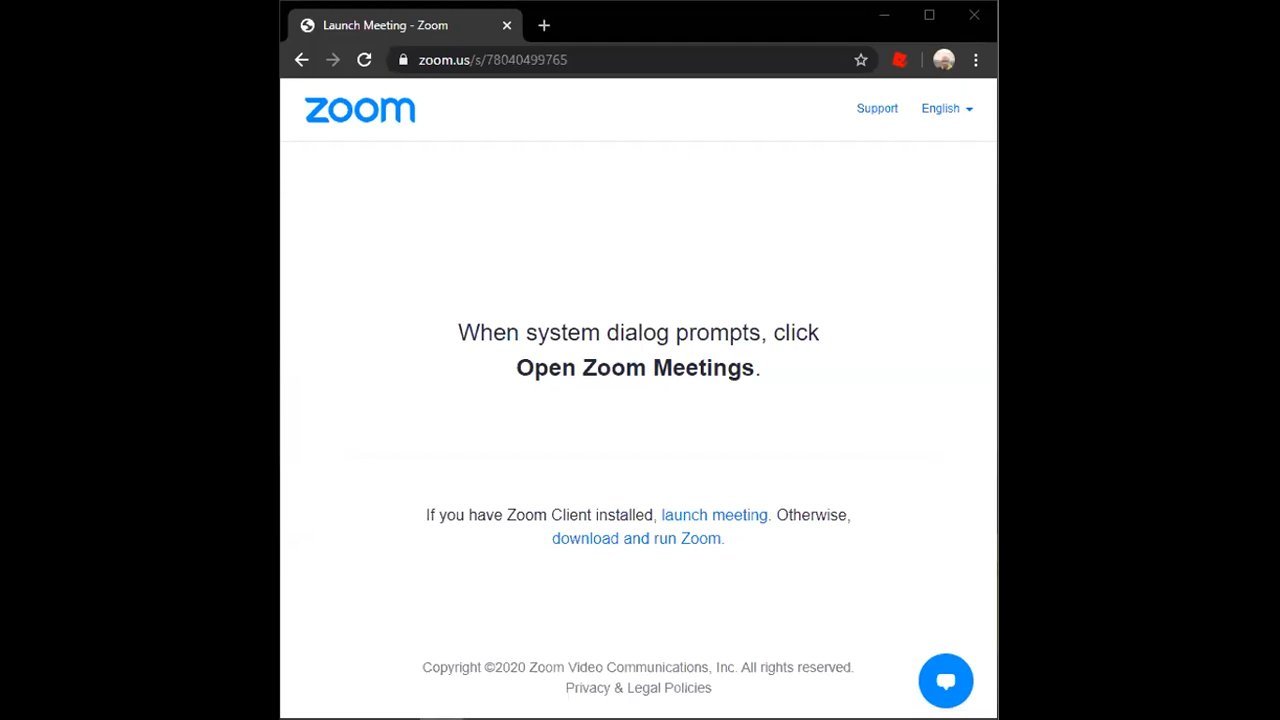 Launch Meeting - Zoom
zoom.us/s/78040499765
zoom
Support English
When system dialog prompts, click
Open Zoom Meetings.
If you have Zoom Client installed, launch meeting. Otherwise,
download and run Zoom.
Copyright ©2020 Zoom Video Communications, Inc. All rights reserved.
Privacy & Legal Policies